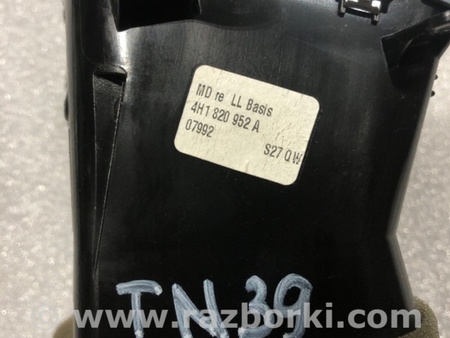 MD re LL Basis
4H1 820 952 A
07992
S27 QW
TN39
www.razborki.com